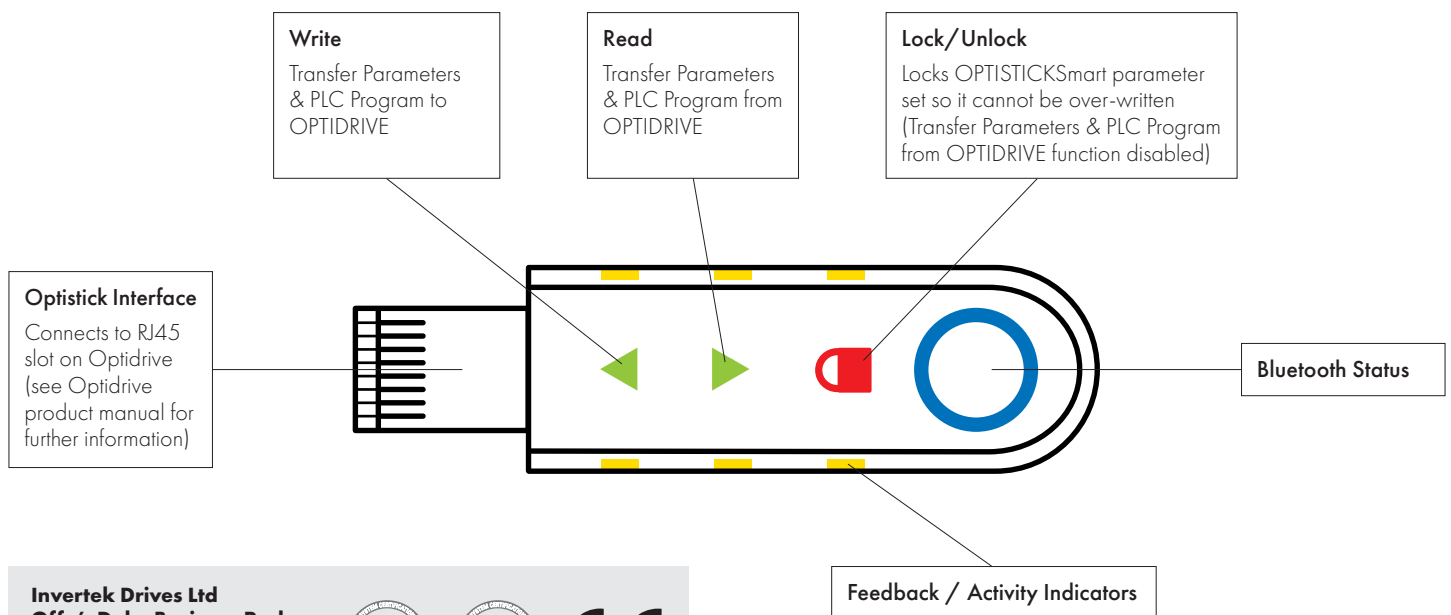 Write
Transfer Parameters
& PLC Program to
OPTIDRIVE
Read
Transfer Parameters
& PLC Program from
OPTIDRIVE
Lock/Unlock
Locks OPTISTICKSmart parameter
set so it cannot be over-written
(Transfer Parameters & PLC Program
from OPTIDRIVE function disabled)
Optistick Interface
Connects to RJ45
slot on Optidrive
(see Optidrive
product manual for
further information)
Bluetooth Status
Feedback / Activity Indicators
Invertek Drives Ltd